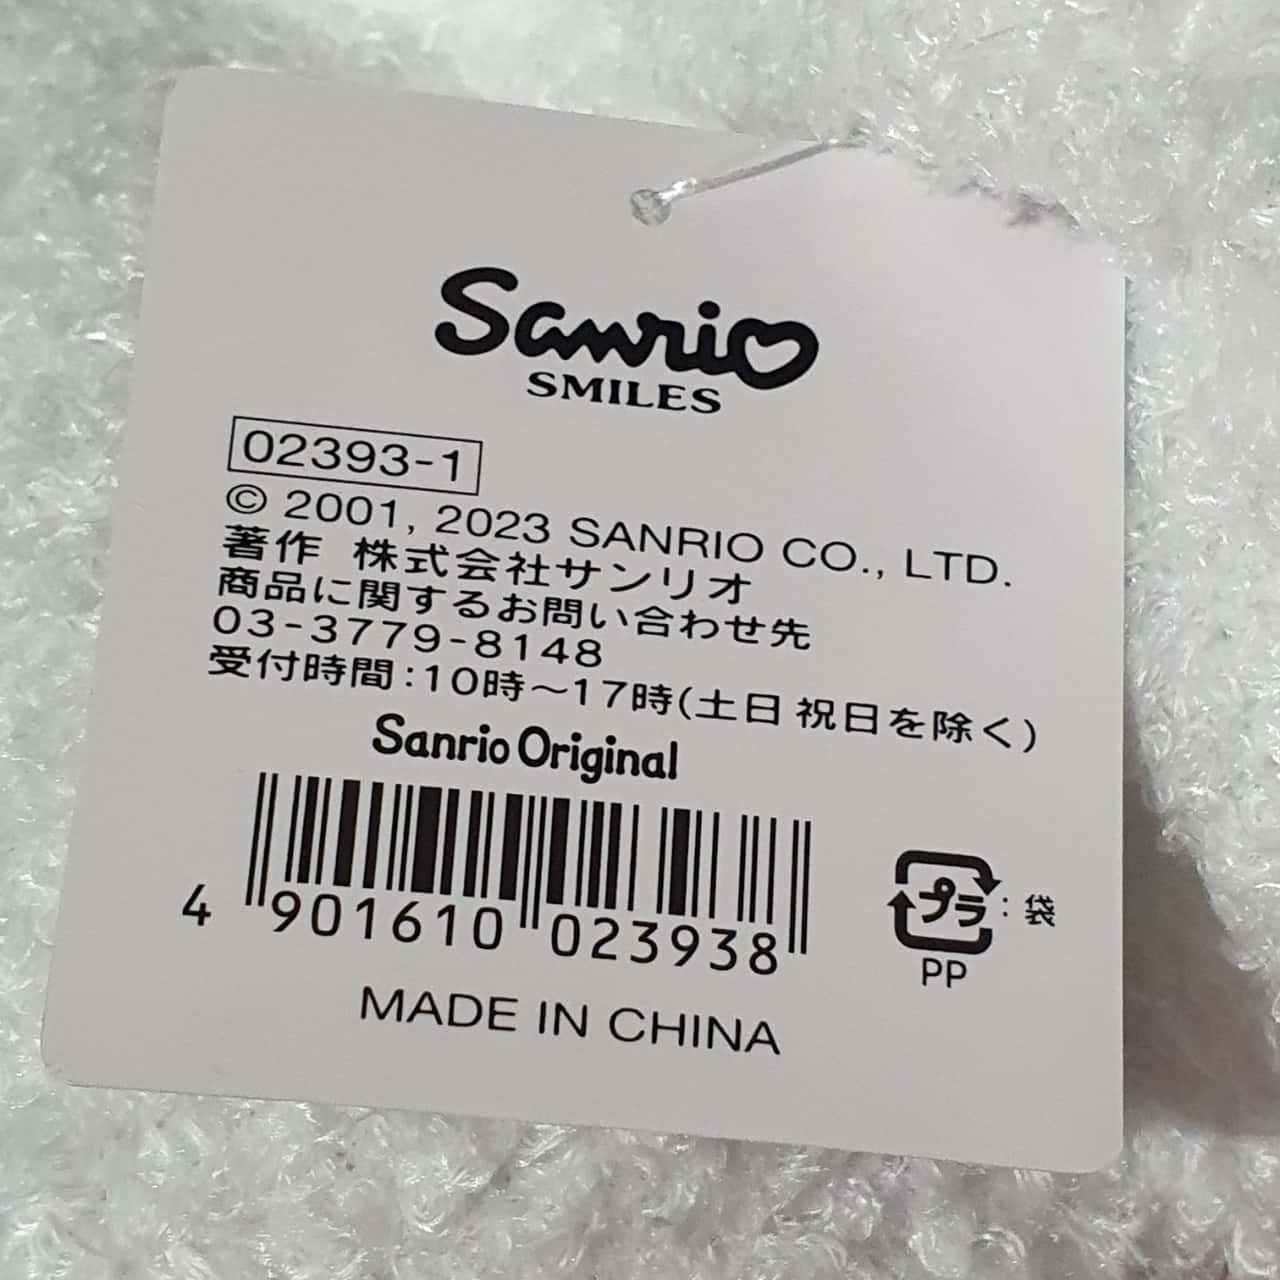 Sanrio
SMILES
02393-1
© 2001, 2023 SANRIO CO., LTD.
著作 株式会社サンリオ
商品に関するお問い合わせ先
03-3779-8148
受付時間:10時〜17時(土日祝日を除く)
Sanrio Original
4 901610 023938
プラ : 袋
PP
MADE IN CHINA